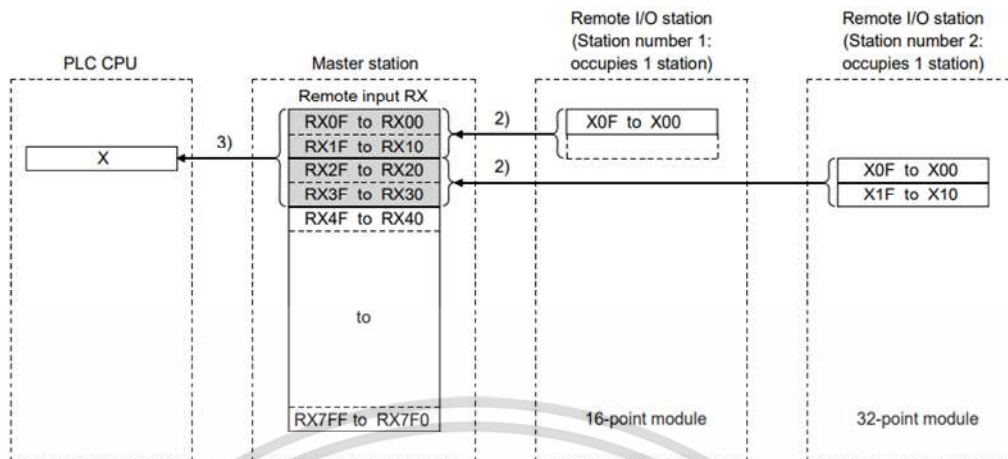 PLC CPU
Master station
Remote I/O station
(Station number 1:
occupies 1 station)
Remote I/O station
(Station number 2:
occupies 1 station)
Remote input RX
RX0F to RX00
RX1F to RX10
RX2F to RX20
RX3F to RX30
RX4F to RX40
to
RX7FF to RX7F0
X
3)
2)
2)
X0F to X00
16-point module
X0F to X00
X1F to X10
32-point module